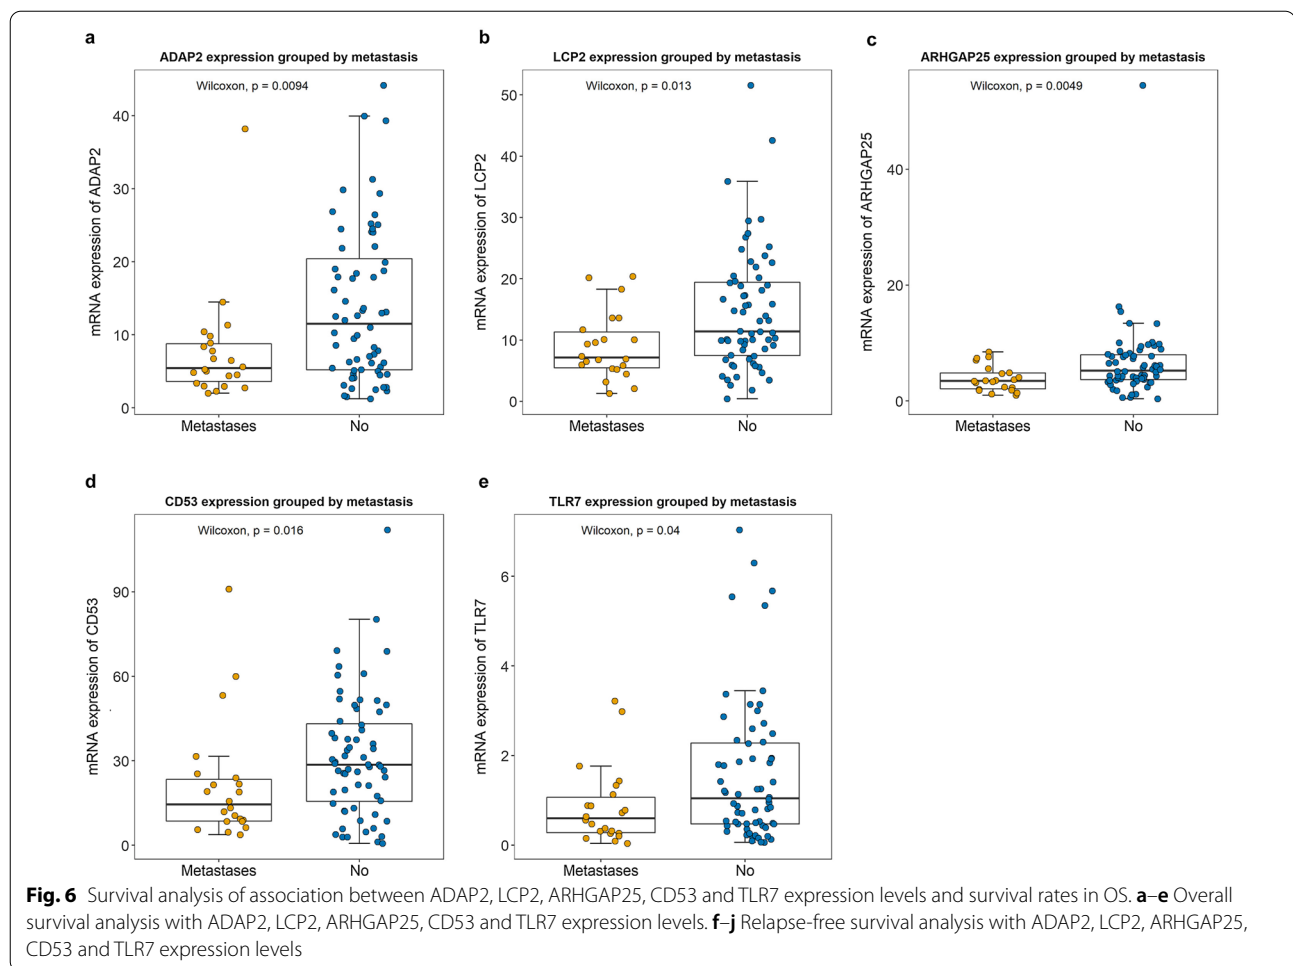 a
ADAP2 expression grouped by metastasis
Wilcoxon, p = 0.0094
mRNA expression of ADAP2
40
30
20
10
0
Metastases No
b
LCP2 expression grouped by metastasis
Wilcoxon, p = 0.013
mRNA expression of LCP2
50
40
30
20
10
0
Metastases No
c
ARHGAP25 expression grouped by metastasis
Wilcoxon, p = 0.0049
mRNA expression of ARHGAP25
40
20
0
Metastases No
d
CD53 expression grouped by metastasis
Wilcoxon, p = 0.016
mRNA expression of CD53
90
60
30
0
Metastases No
e
TLR7 expression grouped by metastasis
Wilcoxon, p = 0.04
mRNA expression of TLR7
6
4
2
0
Metastases No
Fig. 6 Survival analysis of association between ADAP2, LCP2, ARHGAP25, CD53 and TLR7 expression levels and survival rates in OS. a–e Overall
survival analysis with ADAP2, LCP2, ARHGAP25, CD53 and TLR7 expression levels. f–j Relapse-free survival analysis with ADAP2, LCP2, ARHGAP25,
CD53 and TLR7 expression levels